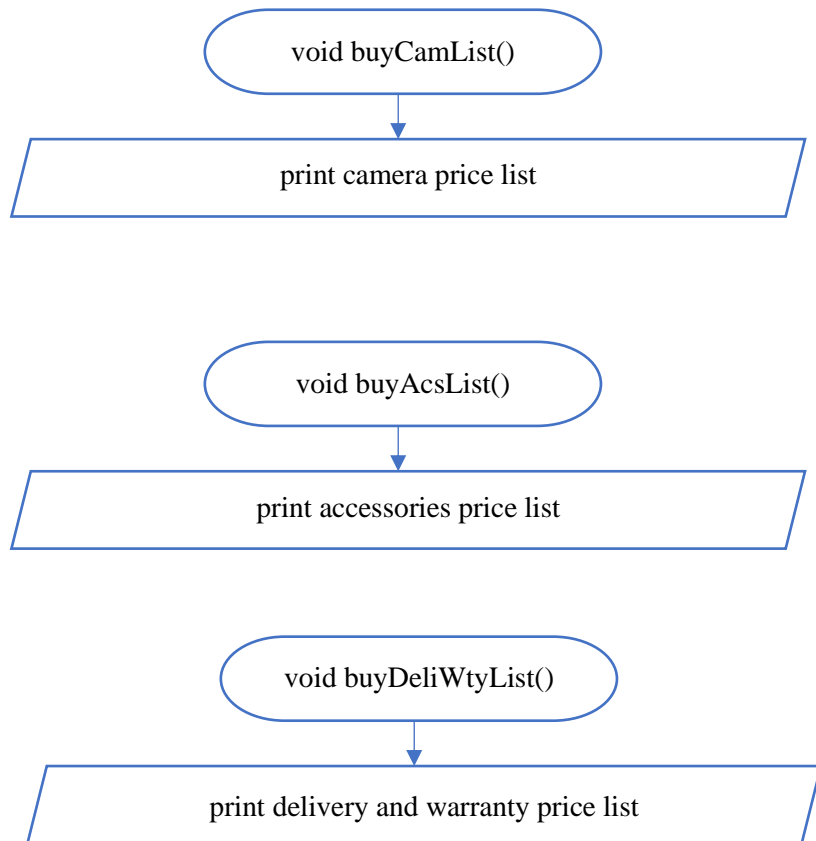 void buyCamList()
print camera price list
void buyAcsList()
print accessories price list
void buyDeliWtyList()
print delivery and warranty price list